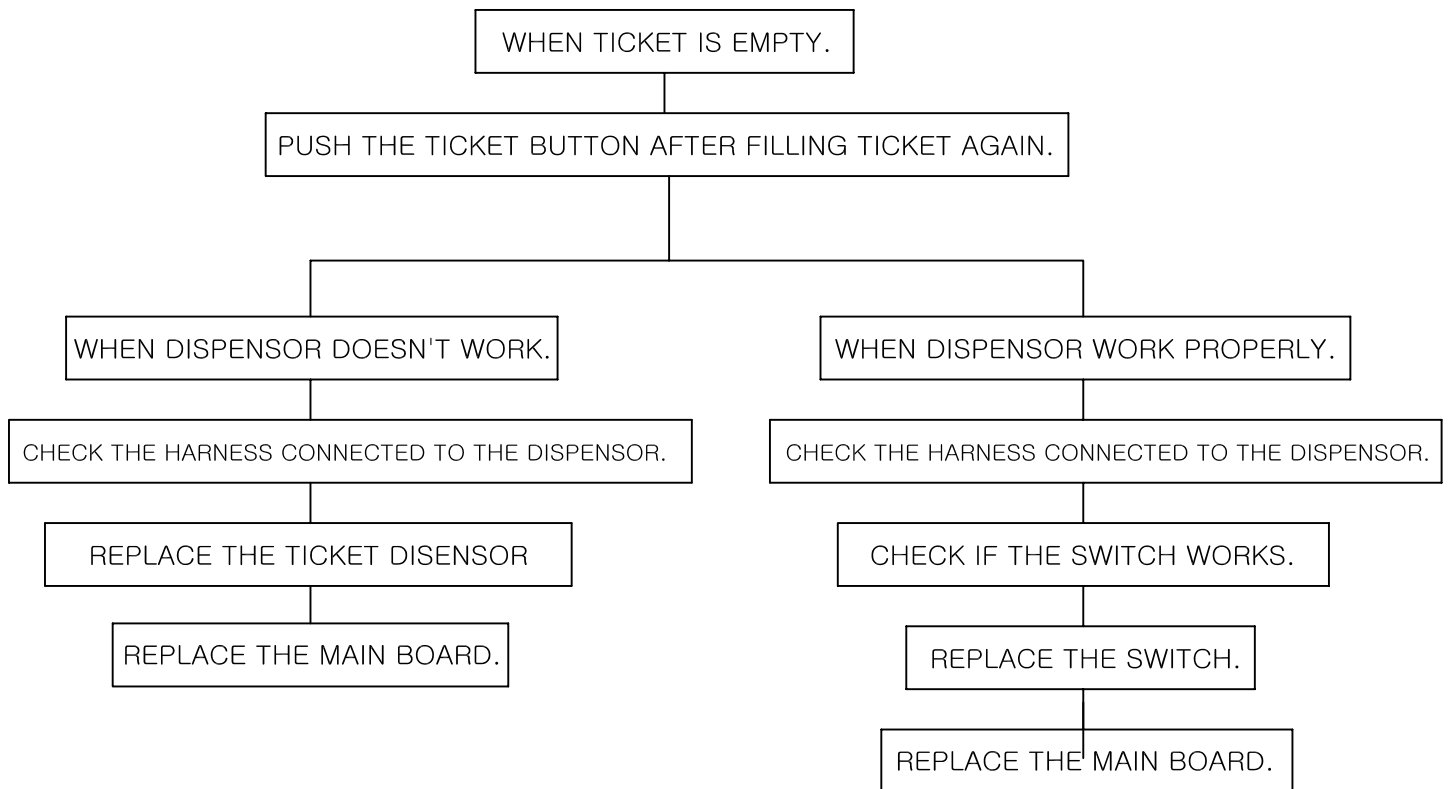 WHEN TICKET IS EMPTY.
PUSH THE TICKET BUTTON AFTER FILLING TICKET AGAIN.
WHEN DISPENSOR DOESN'T WORK.
CHECK THE HARNESS CONNECTED TO THE DISPENSOR.
REPLACE THE TICKET DISENSOR
REPLACE THE MAIN BOARD.
WHEN DISPENSOR WORK PROPERLY.
CHECK THE HARNESS CONNECTED TO THE DISPENSOR.
CHECK IF THE SWITCH WORKS.
REPLACE THE SWITCH.
REPLACE THE MAIN BOARD.